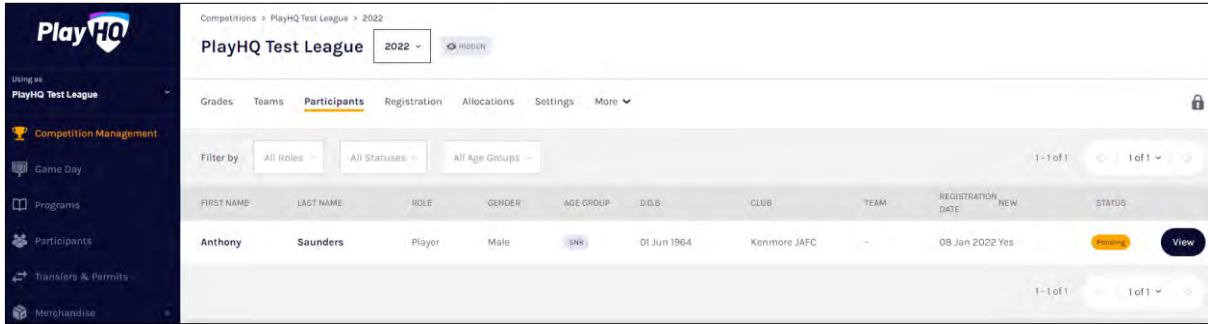 PlayHQ
Using as
PlayHQ Test League
Competition Management
Game Day
Programs
Participants
Transfers & Permits
Merchandise
Competitions > PlayHQ Test League > 2022
PlayHQ Test League 2022 HIDDEN
Grades Teams Participants Registration Allocations Settings More
Filter by All Roles All Statuses All Age Groups 1-1 of 1 1 of 1
FIRST NAME LAST NAME ROLE GENDER AGE GROUP D.O.B. CLUB TEAM REGISTRATION DATE NEW STATUS
Anthony Saunders Player Male SNR 01 Jun 1964 Kenmore JAFC - 08 Jan 2022 Yes Pending View
1-1 of 1 1 of 1